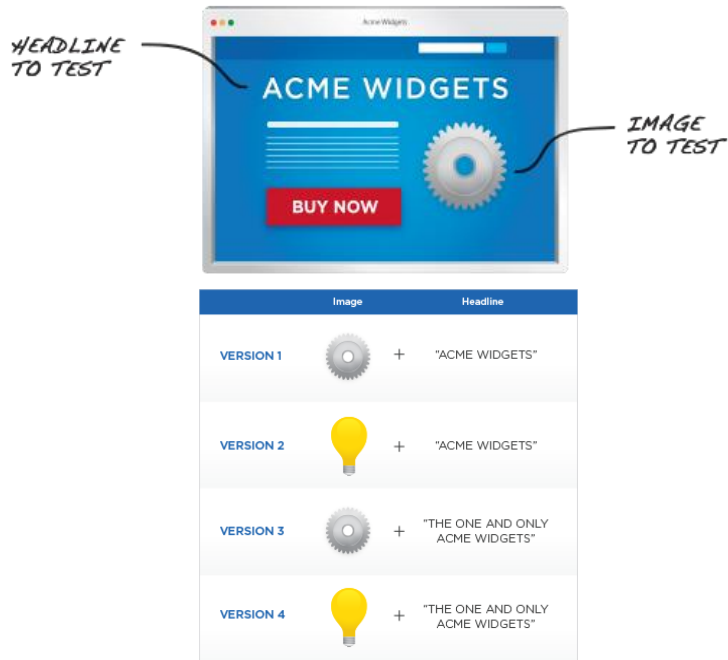 Acme Widgets
HEADLINE
TO TEST
ACME WIDGETS
IMAGE
TO TEST
BUY NOW
Image Headline
VERSION 1 + "ACME WIDGETS"
VERSION 2 + "ACME WIDGETS"
VERSION 3 + "THE ONE AND ONLY
ACME WIDGETS"
VERSION 4 + "THE ONE AND ONLY
ACME WIDGETS"